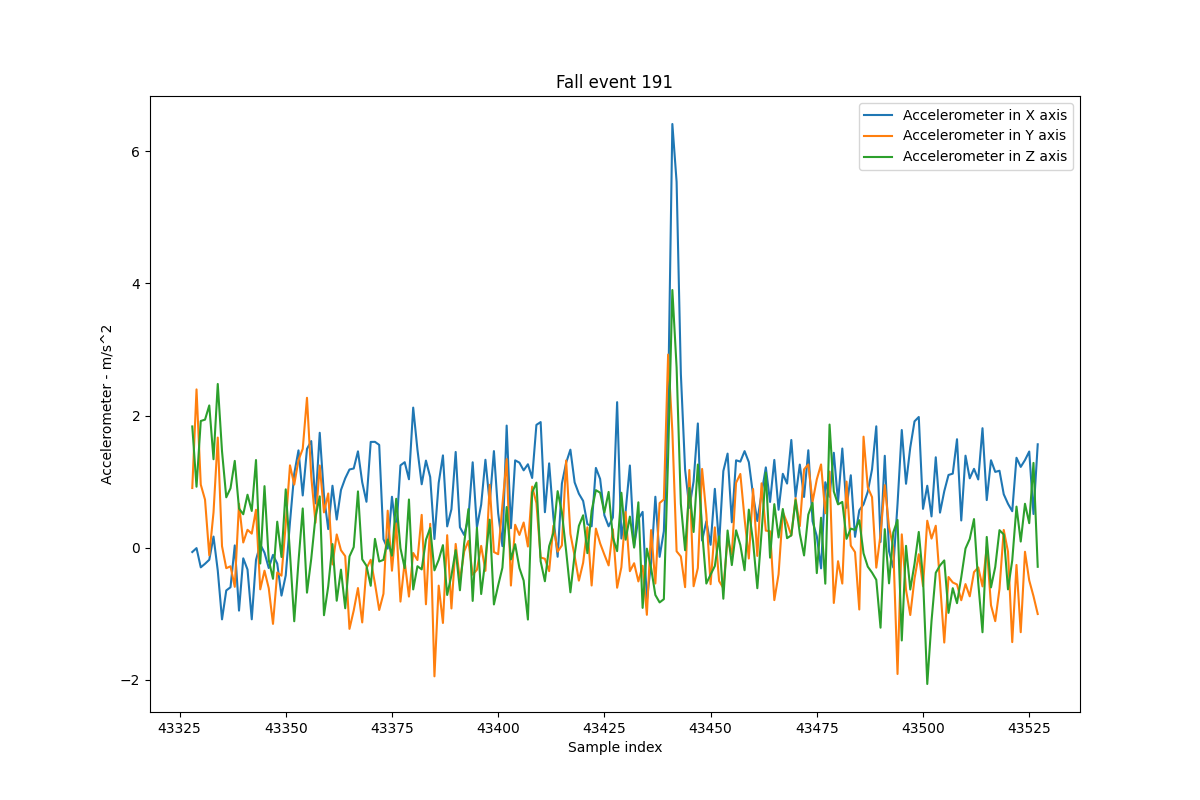 Fall event 191
Accelerometer in X axis
Accelerometer in Y axis
Accelerometer in Z axis
Accelerometer - m/s^2
6
4
2
0
−2
43325 43350 43375 43400 43425 43450 43475 43500 43525
Sample index